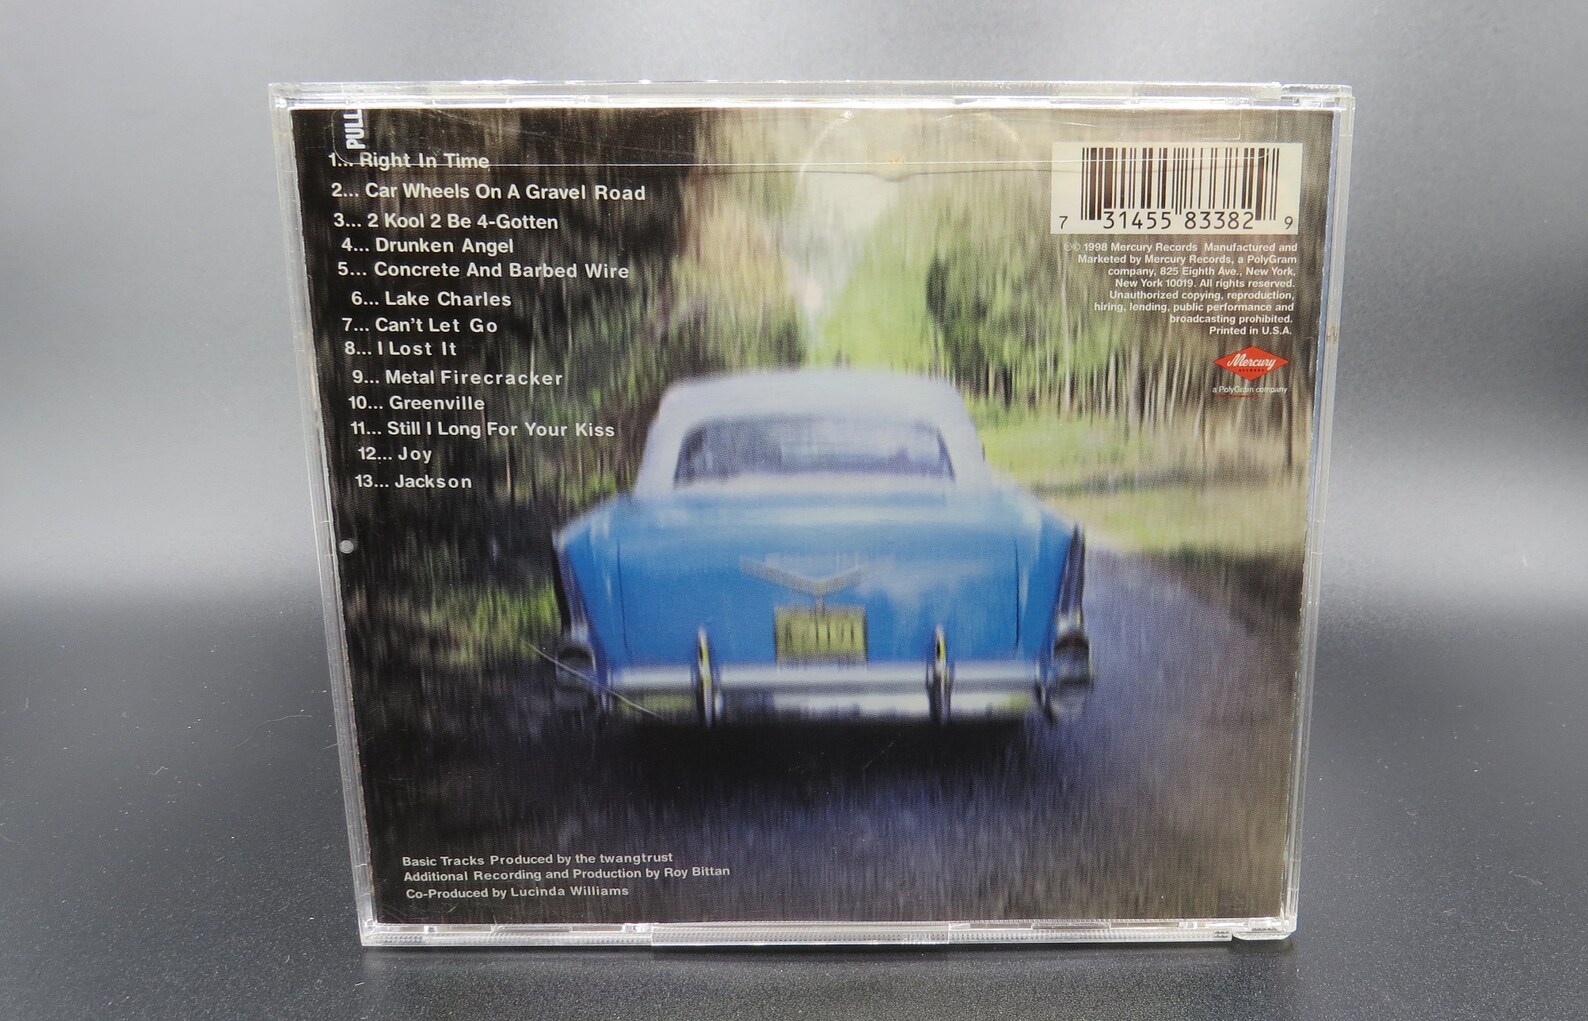 PULL
1... Right In Time
2... Car Wheels On A Gravel Road
3... 2 Kool 2 Be 4-Gotten
4... Drunken Angel
5... Concrete And Barbed Wire
6... Lake Charles
7... Can't Let Go
8... I Lost It
9... Metal Firecracker
10... Greenville
11... Still I Long For Your Kiss
12... Joy
13... Jackson
7 31455 83382 9
℗© 1998 Mercury Records Manufactured and
Marketed by Mercury Records, a PolyGram
company, 825 Eighth Ave., New York,
New York 10019. All rights reserved.
Unauthorized copying, reproduction,
hiring, lending, public performance and
broadcasting prohibited.
Printed in U.S.A.
Mercury
RECORDS
a PolyGram company
Basic Tracks Produced by the twangtrust
Additional Recording and Production by Roy Bittan
Co-Produced by Lucinda Williams